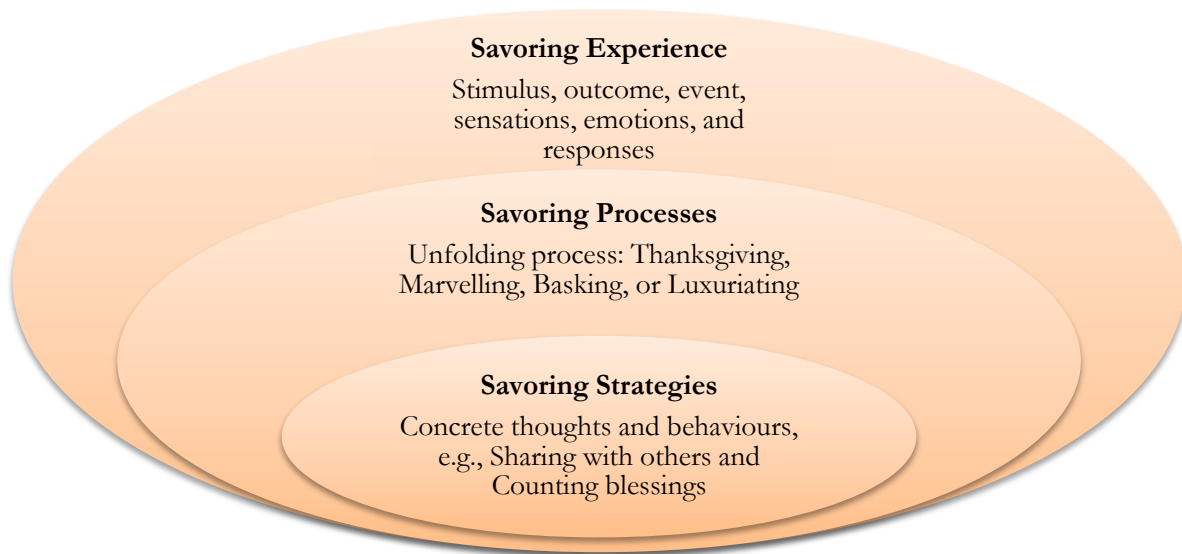 Savoring Experience
Stimulus, outcome, event,
sensations, emotions, and
responses
Savoring Processes
Unfolding process: Thanksgiving,
Marvelling, Basking, or Luxuriating
Savoring Strategies
Concrete thoughts and behaviours,
e.g., Sharing with others and
Counting blessings